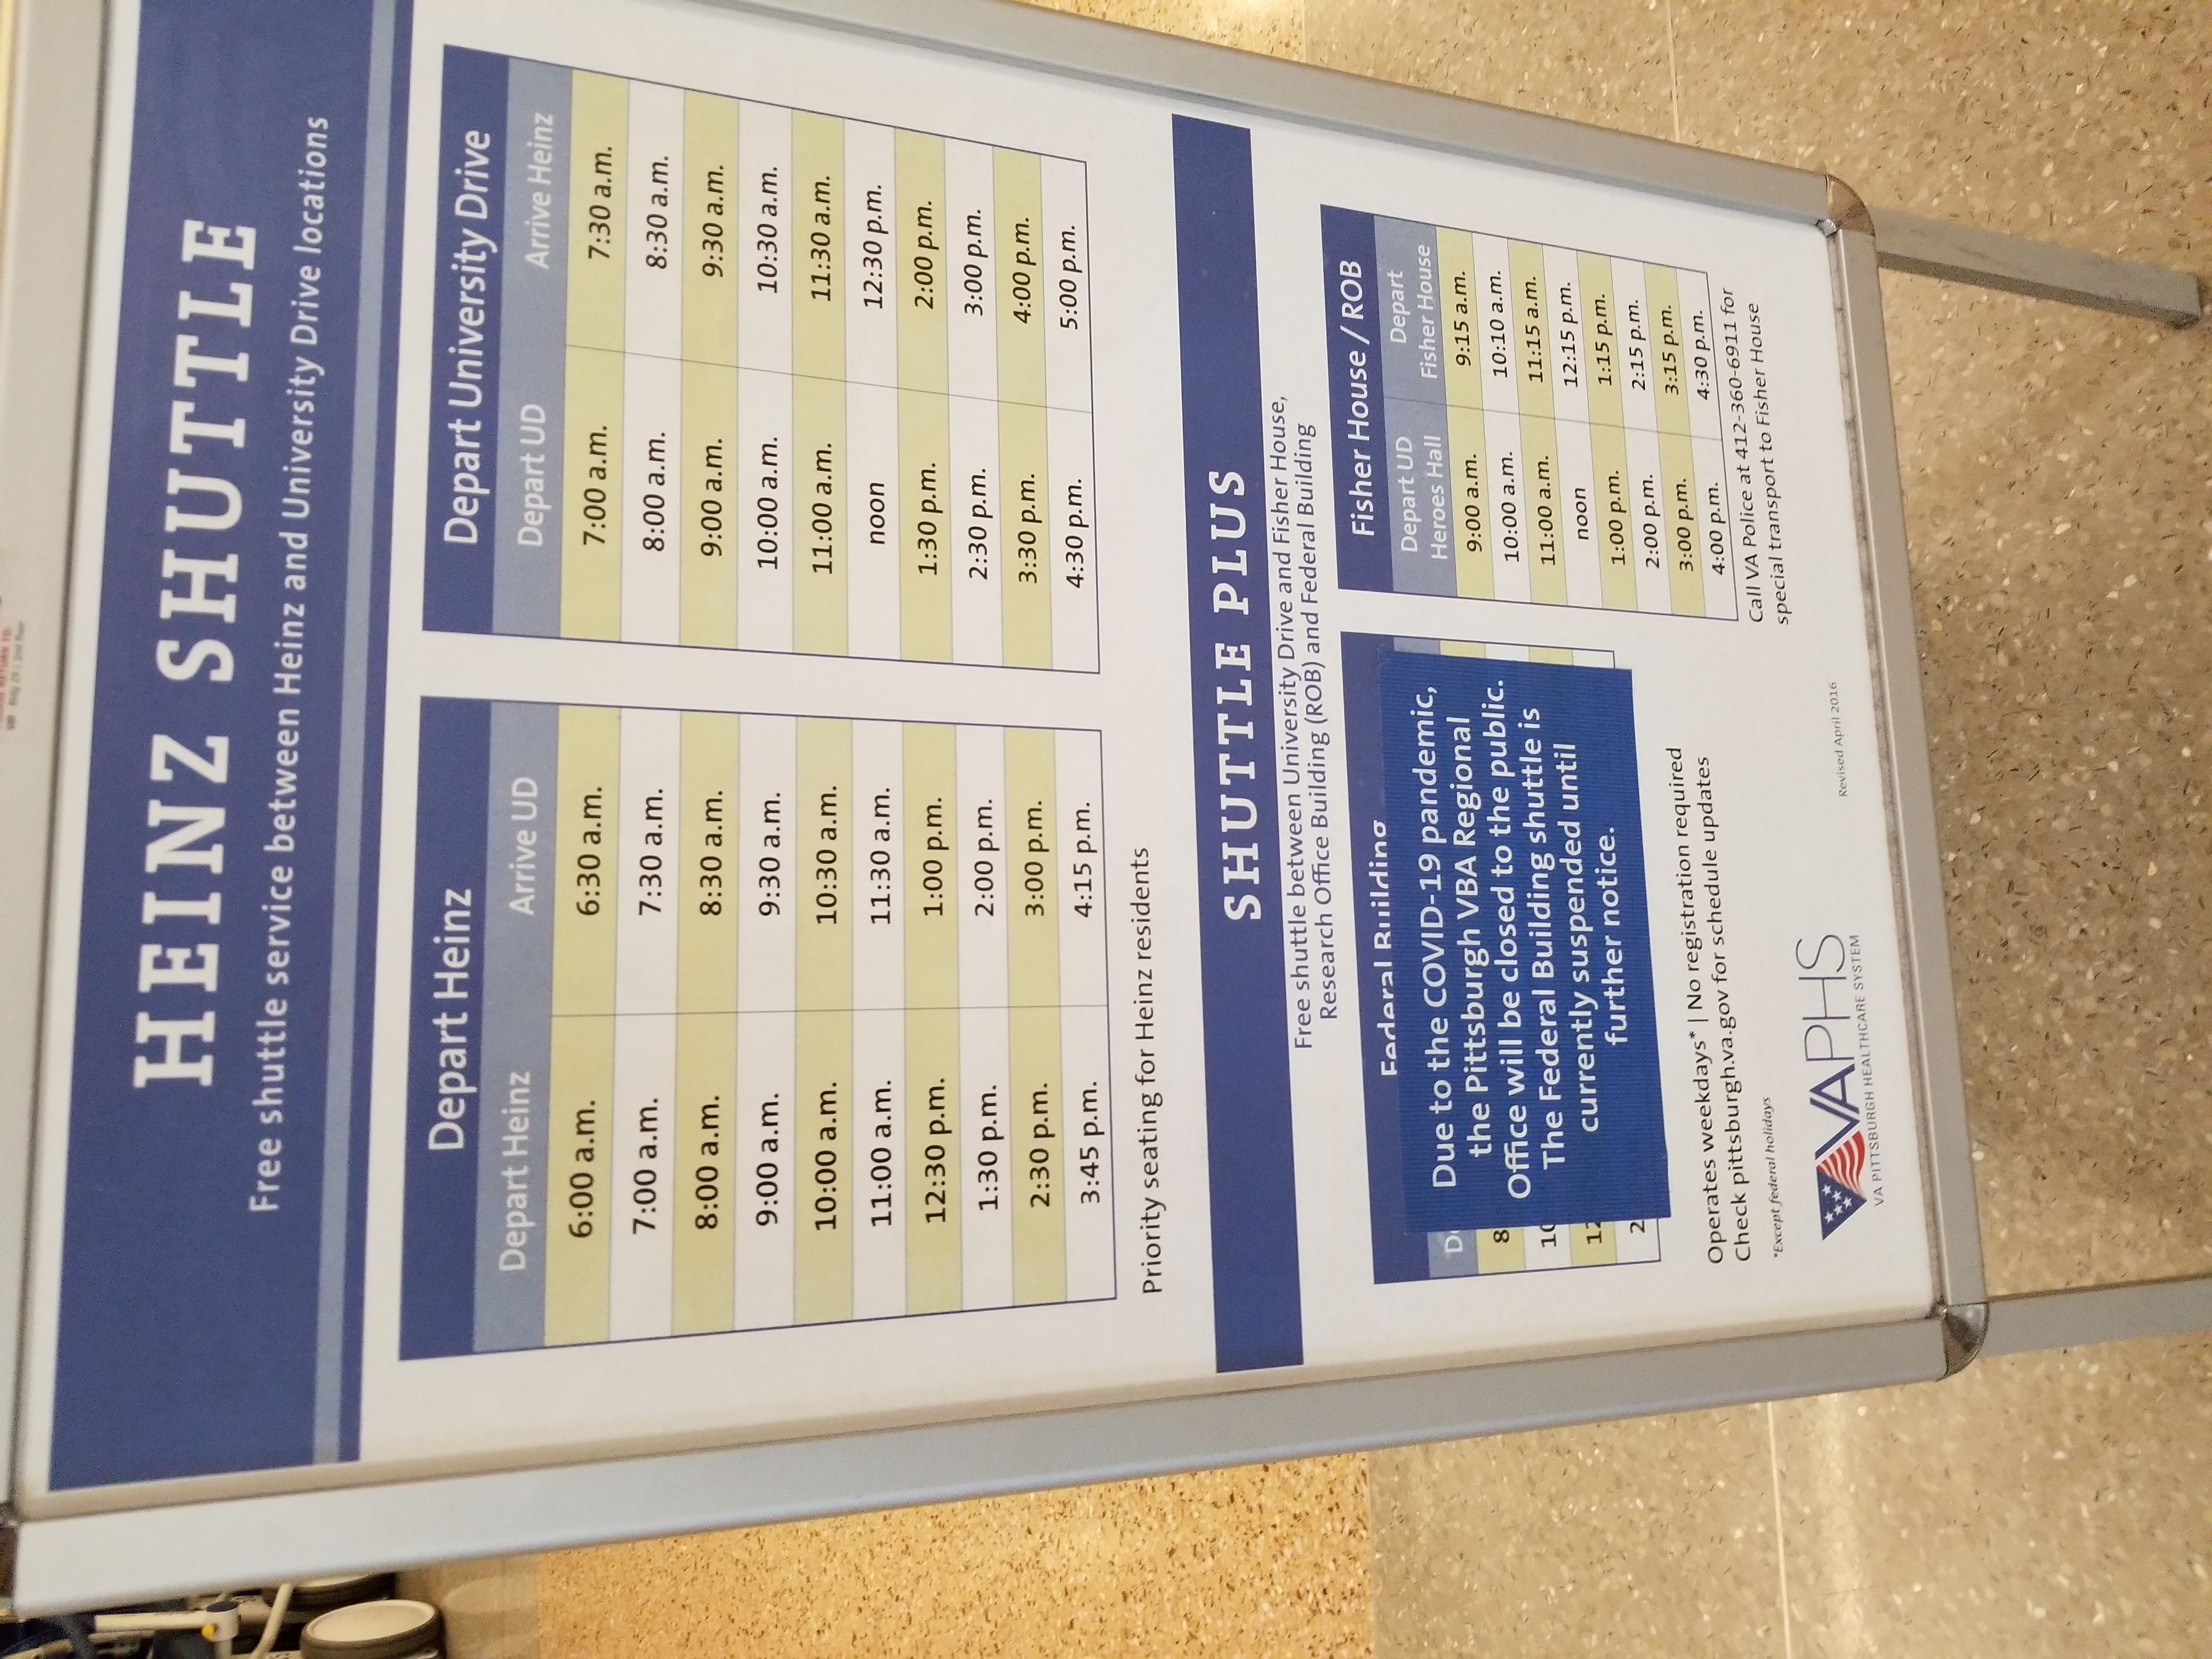 RETURN TO:
Bldg 29 | 2nd Floor
HEINZ SHUTTLE
Free shuttle service between Heinz and University Drive locations
Depart Heinz
Depart Heinz Arrive UD
6:00 a.m. 6:30 a.m.
7:00 a.m. 7:30 a.m.
8:00 a.m. 8:30 a.m.
9:00 a.m. 9:30 a.m.
10:00 a.m. 10:30 a.m.
11:00 a.m. 11:30 a.m.
12:30 p.m. 1:00 p.m.
1:30 p.m. 2:00 p.m.
2:30 p.m. 3:00 p.m.
3:45 p.m. 4:15 p.m.
Depart University Drive
Depart UD Arrive Heinz
7:00 a.m. 7:30 a.m.
8:00 a.m. 8:30 a.m.
9:00 a.m. 9:30 a.m.
10:00 a.m. 10:30 a.m.
11:00 a.m. 11:30 a.m.
noon 12:30 p.m.
1:30 p.m. 2:00 p.m.
2:30 p.m. 3:00 p.m.
3:30 p.m. 4:00 p.m.
4:30 p.m. 5:00 p.m.
Priority seating for Heinz residents
SHUTTLE PLUS
Free shuttle between University Drive and Fisher House,
Research Office Building (ROB) and Federal Building
Federal Building
Due to the COVID-19 pandemic,
the Pittsburgh VBA Regional
Office will be closed to the public.
The Federal Building shuttle is
currently suspended until
further notice.
Operates weekdays* | No registration required
Check pittsburgh.va.gov for schedule updates
*Except federal holidays
Fisher House / ROB
Depart UD Depart
Heroes Hall Fisher House
9:00 a.m. 9:15 a.m.
10:00 a.m. 10:10 a.m.
11:00 a.m. 11:15 a.m.
noon 12:15 p.m.
1:00 p.m. 1:15 p.m.
2:00 p.m. 2:15 p.m.
3:00 p.m. 3:15 p.m.
4:00 p.m. 4:30 p.m.
Call VA Police at 412-360-6911 for
special transport to Fisher House
VAPHS
VA PITTSBURGH HEALTHCARE SYSTEM
Revised April 2016